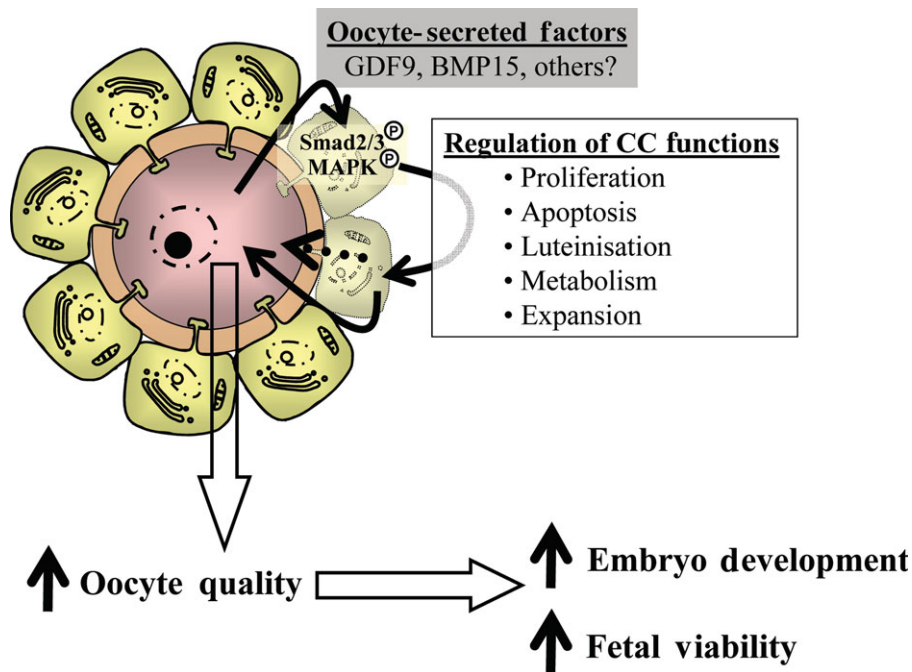 Oocyte-secreted factors
GDF9, BMP15, others?
Smad2/3 P
MAPK P
Regulation of CC functions
• Proliferation
• Apoptosis
• Luteinisation
• Metabolism
• Expansion
Oocyte quality
Embryo development
Fetal viability